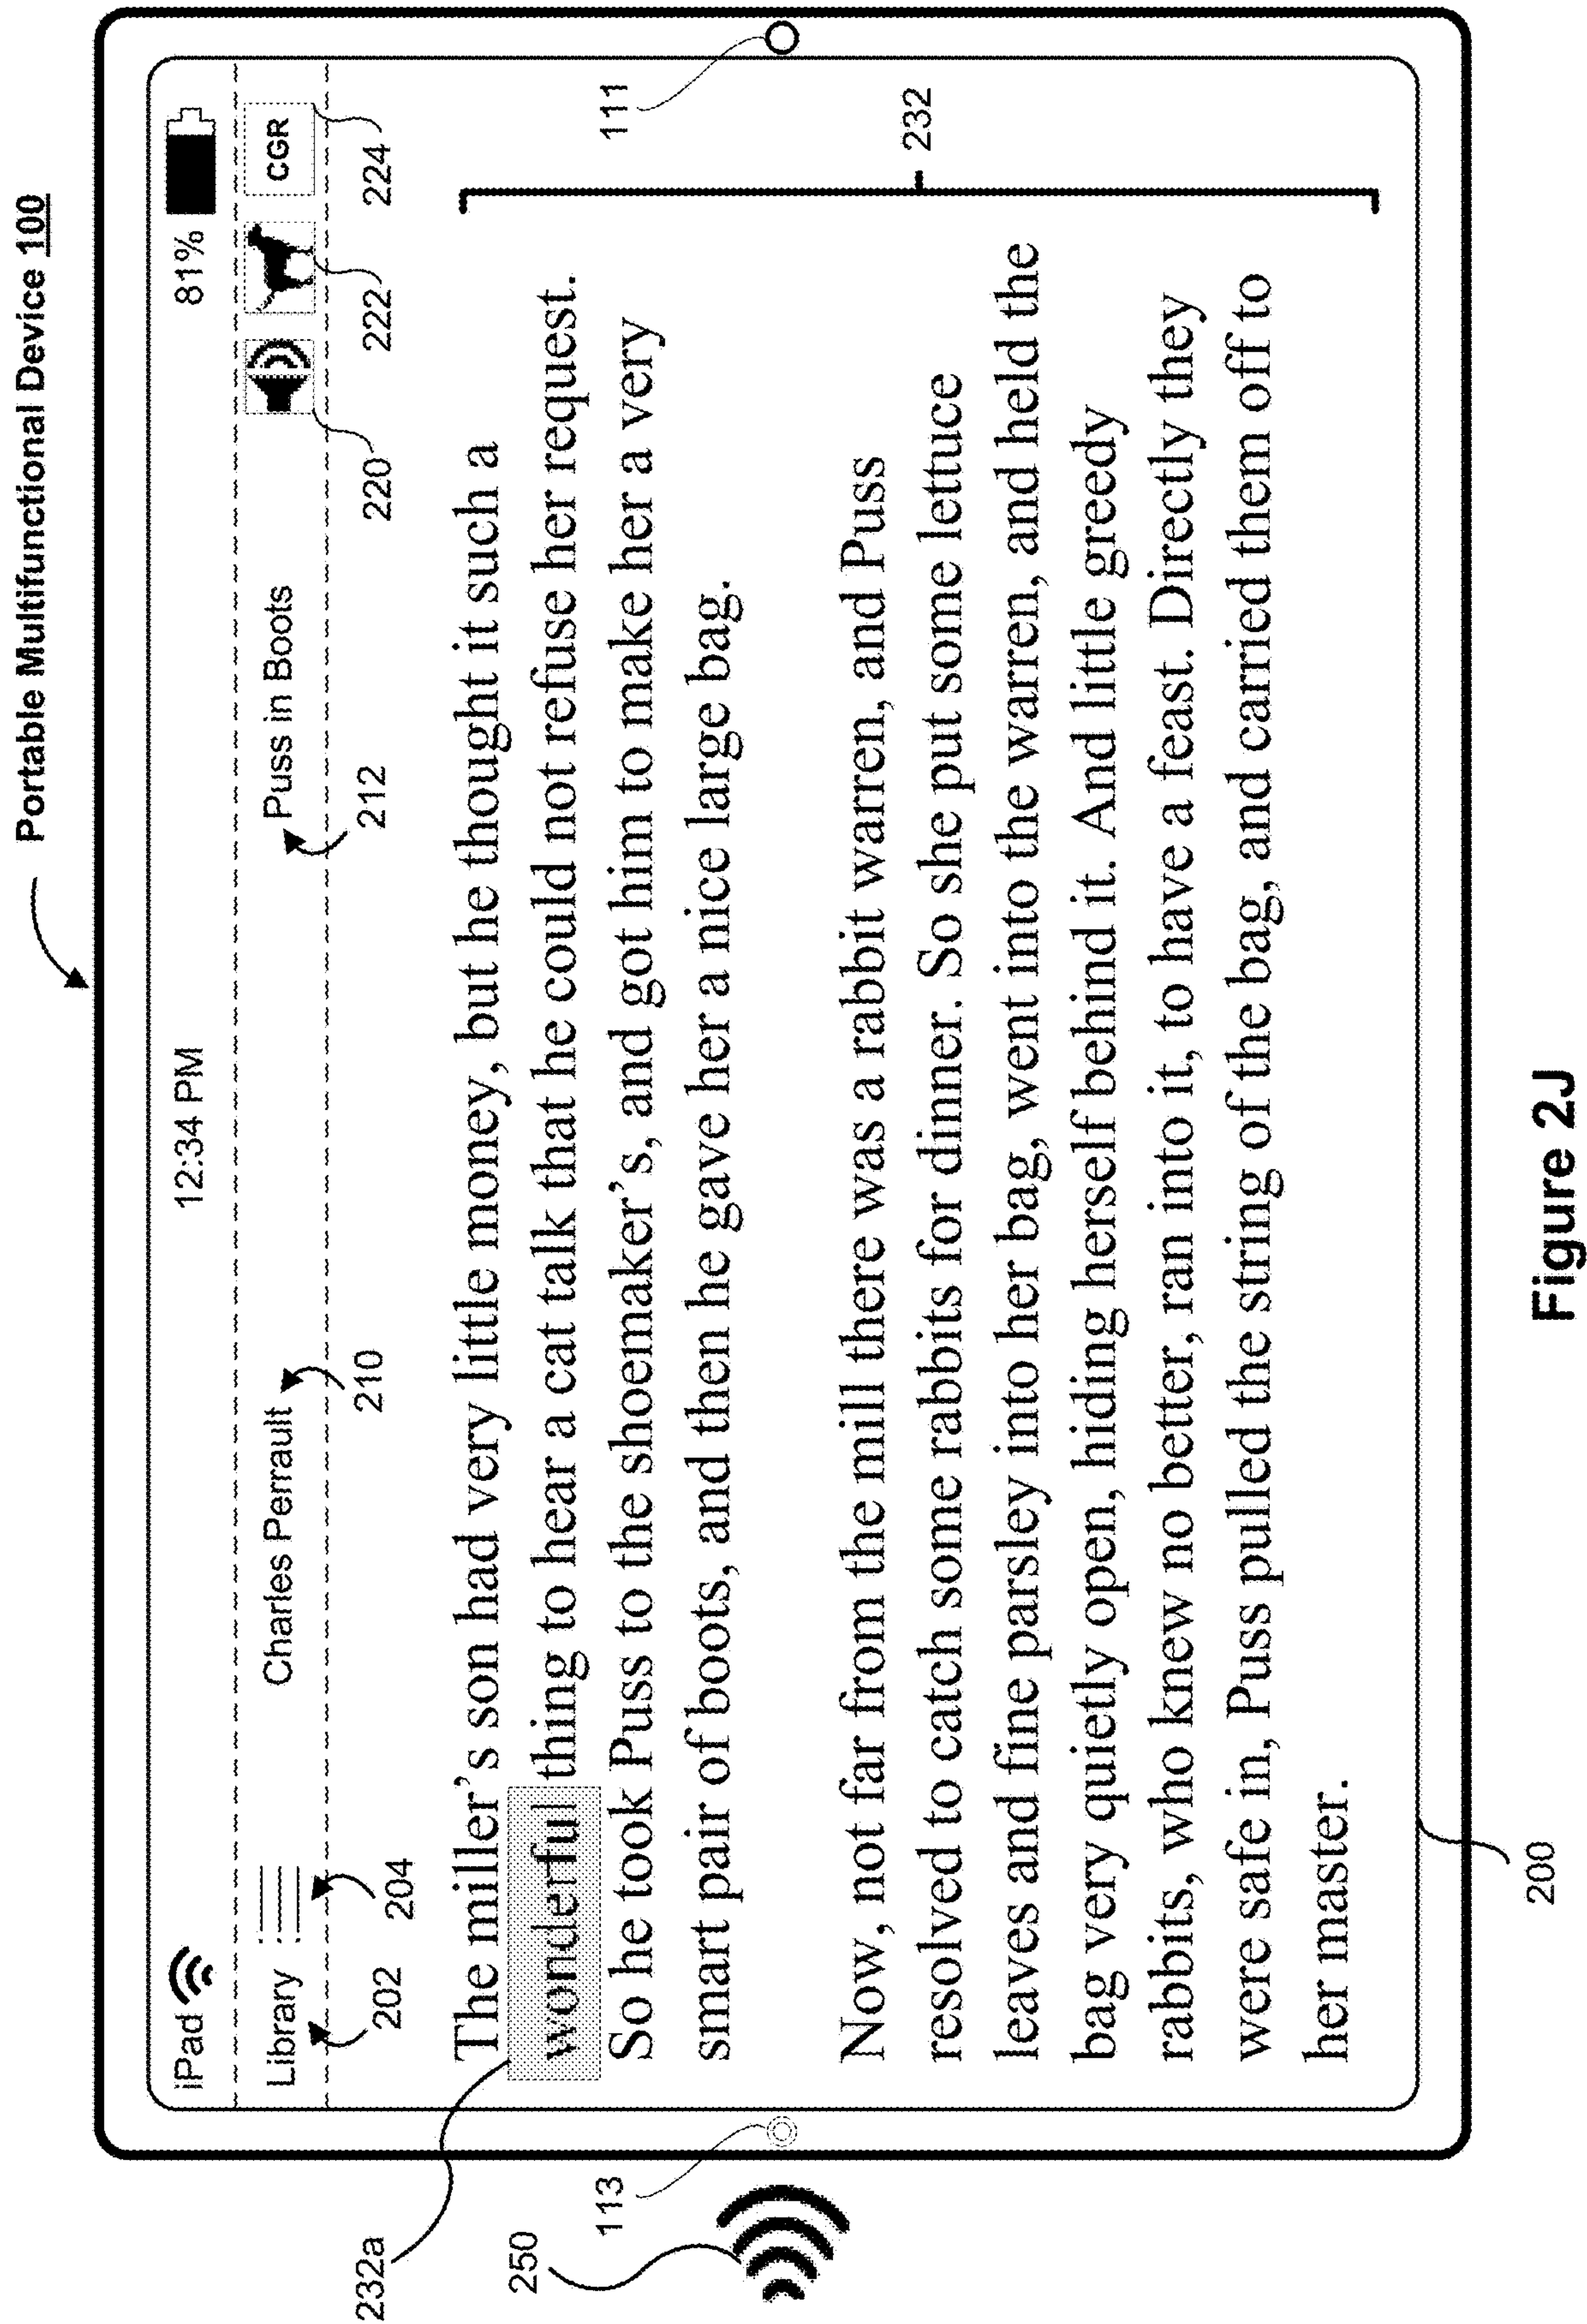 Portable Multifunctional Device 100
iPad
12:34 PM
81%
Library
Charles Perrault
Puss in Boots
CGR
202
204
210
212
220
222
224
The miller's son had very little money, but he thought it such a
wonderful thing to hear a cat talk that he could not refuse her request.
So he took Puss to the shoemaker's, and got him to make her a very
smart pair of boots, and then he gave her a nice large bag.
Now, not far from the mill there was a rabbit warren, and Puss
resolved to catch some rabbits for dinner. So she put some lettuce
leaves and fine parsley into her bag, went into the warren, and held the
bag very quietly open, hiding herself behind it. And little greedy
rabbits, who knew no better, ran into it, to have a feast. Directly they
were safe in, Puss pulled the string of the bag, and carried them off to
her master.
232a
250
113
111
232
200
Figure 2J